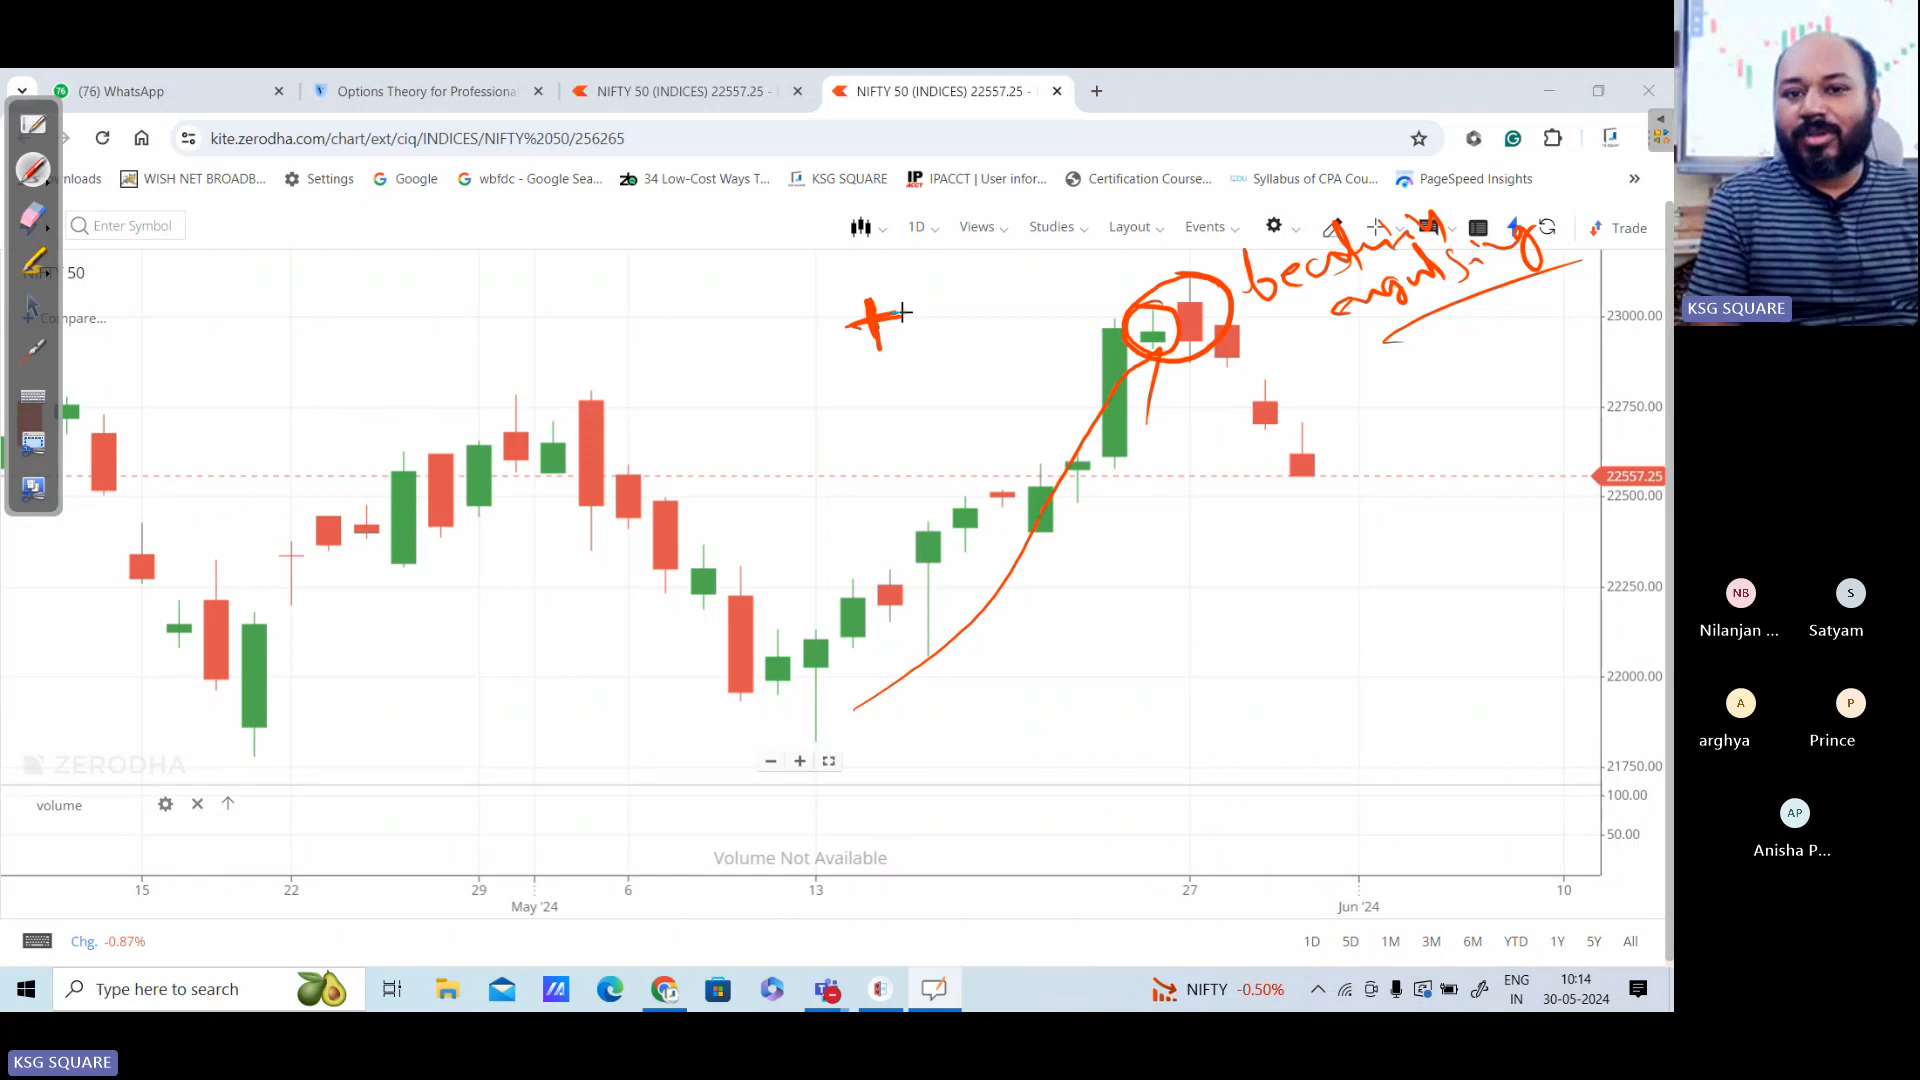 (76) WhatsApp
Options Theory for Professional
NIFTY 50 (INDICES) 22557.25 -
NIFTY 50 (INDICES) 22557.25 -
kite.zerodha.com/chart/ext/ciq/INDICES/NIFTY%2050/256265
wnloads
WISH NET BROADB...
Settings
Google
wbfdc - Google Sea...
34 Low-Cost Ways T...
KSG SQUARE
IPACCT | User infor...
Certification Course...
Syllabus of CPA Cou...
PageSpeed Insights
Enter Symbol
1D
Views
Studies
Layout
Events
Trade
50
Compare...
engulfing
23000.00
22750.00
22557.25
22500.00
22250.00
22000.00
21750.00
ZERODHA
volume
100.00
50.00
Volume Not Available
15
22
29
6
13
27
10
May '24
Jun '24
Chg. -0.87%
1D
5D
1M
3M
6M
YTD
1Y
5Y
All
Type here to search
NIFTY -0.50%
ENG
IN
10:14
30-05-2024
KSG SQUARE
NB
Nilanjan ...
S
Satyam
A
arghya
P
Prince
AP
Anisha P...
KSG SQUARE